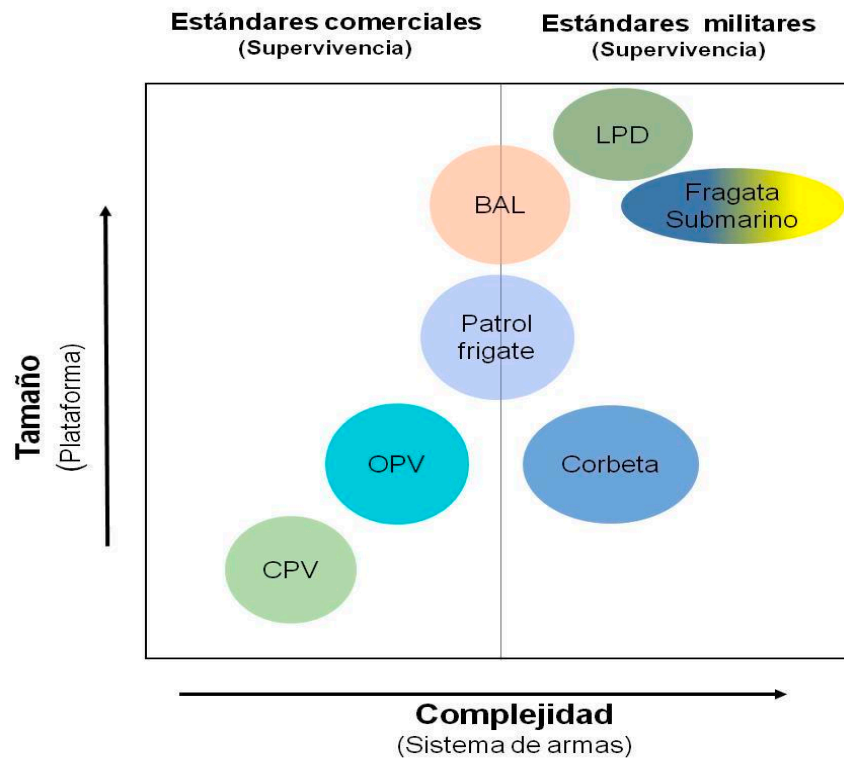 Estándares comerciales
(Supervivencia)
Estándares militares
(Supervivencia)
LPD
BAL
Fragata
Submarino
Patrol
frigate
OPV
Corbeta
CPV
Tamaño
(Plataforma)
Complejidad
(Sistema de armas)